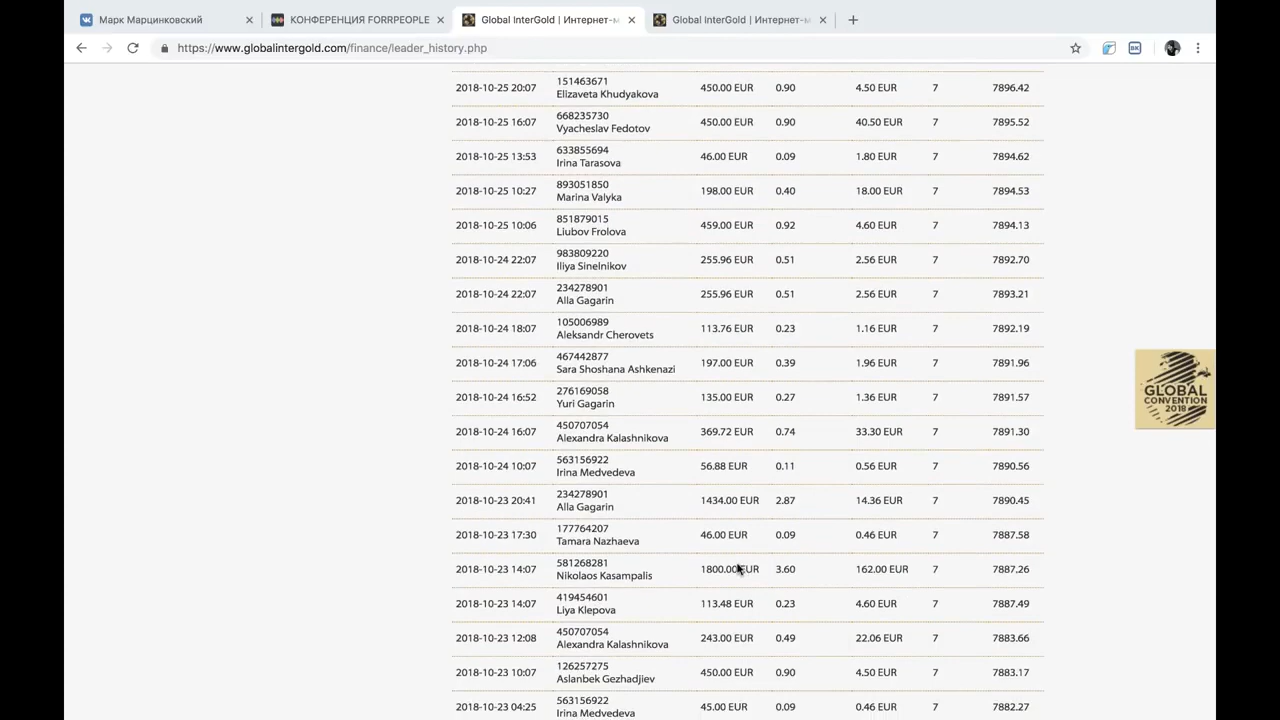 Марк Марцинковский
КОНФЕРЕНЦИЯ FORRPEOPLE
Global InterGold | Интернет-м
Global InterGold | Интернет-м
https://www.globalintergold.com/finance/leader_history.php
2018-10-25 20:07 151463671 Elizaveta Khudyakova 450.00 EUR 0.90 4.50 EUR 7 7896.42
2018-10-25 16:07 668235730 Vyacheslav Fedotov 450.00 EUR 0.90 40.50 EUR 7 7895.52
2018-10-25 13:53 633855694 Irina Tarasova 46.00 EUR 0.09 1.80 EUR 7 7894.62
2018-10-25 10:27 893051850 Marina Valyka 198.00 EUR 0.40 18.00 EUR 7 7894.53
2018-10-25 10:06 851879015 Liubov Frolova 459.00 EUR 0.92 4.60 EUR 7 7894.13
2018-10-24 22:07 983809220 Iliya Sinelnikov 255.96 EUR 0.51 2.56 EUR 7 7892.70
2018-10-24 22:07 234278901 Alla Gagarin 255.96 EUR 0.51 2.56 EUR 7 7893.21
2018-10-24 18:07 105006989 Aleksandr Cherovets 113.76 EUR 0.23 1.16 EUR 7 7892.19
2018-10-24 17:06 467442877 Sara Shoshana Ashkenazi 197.00 EUR 0.39 1.96 EUR 7 7891.96
2018-10-24 16:52 276169058 Yuri Gagarin 135.00 EUR 0.27 1.36 EUR 7 7891.57
2018-10-24 16:07 450707054 Alexandra Kalashnikova 369.72 EUR 0.74 33.30 EUR 7 7891.30
2018-10-24 10:07 563156922 Irina Medvedeva 56.88 EUR 0.11 0.56 EUR 7 7890.56
2018-10-23 20:41 234278901 Alla Gagarin 1434.00 EUR 2.87 14.36 EUR 7 7890.45
2018-10-23 17:30 177764207 Tamara Nazhaeva 46.00 EUR 0.09 0.46 EUR 7 7887.58
2018-10-23 14:07 581268281 Nikolaos Kasampalis 1800.00 EUR 3.60 162.00 EUR 7 7887.26
2018-10-23 14:07 419454601 Liya Klepova 113.48 EUR 0.23 4.60 EUR 7 7887.49
2018-10-23 12:08 450707054 Alexandra Kalashnikova 243.00 EUR 0.49 22.06 EUR 7 7883.66
2018-10-23 10:07 126257275 Aslanbek Gezhadjiev 450.00 EUR 0.90 4.50 EUR 7 7883.17
2018-10-23 04:25 563156922 Irina Medvedeva 45.00 EUR 0.09 0.46 EUR 7 7882.27
GLOBAL
CONVENTION
2018